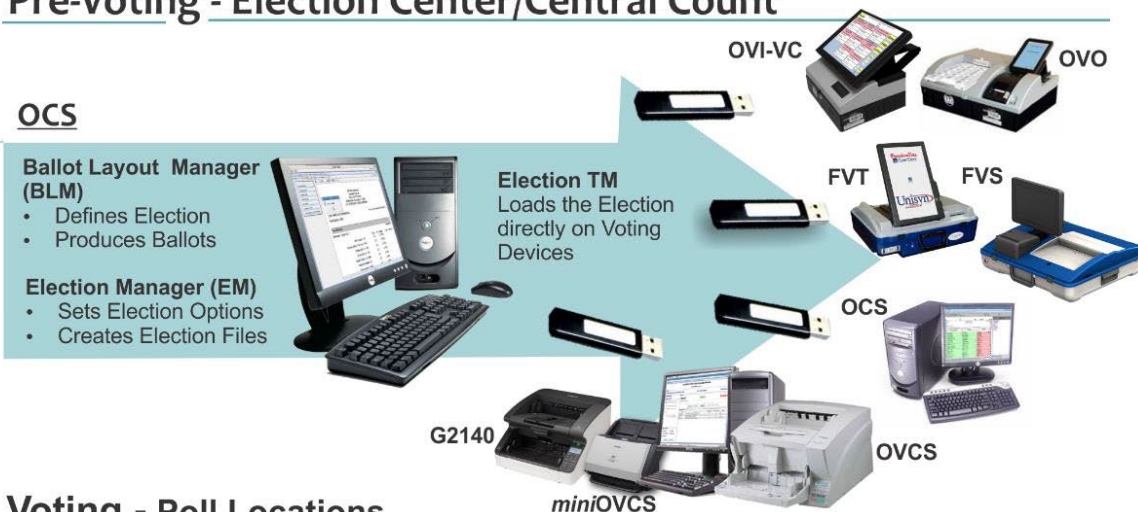 Pre-Voting - Election Center/Central Count
OVI-VC
OVO
OCS
Ballot Layout Manager
(BLM)
• Defines Election
• Produces Ballots
Election Manager (EM)
• Sets Election Options
• Creates Election Files
Election TM
Loads the Election
directly on Voting
Devices
FVT
FVS
Unisyn
OCS
G2140
OVCS
miniOVCS
Voting - Poll Locations